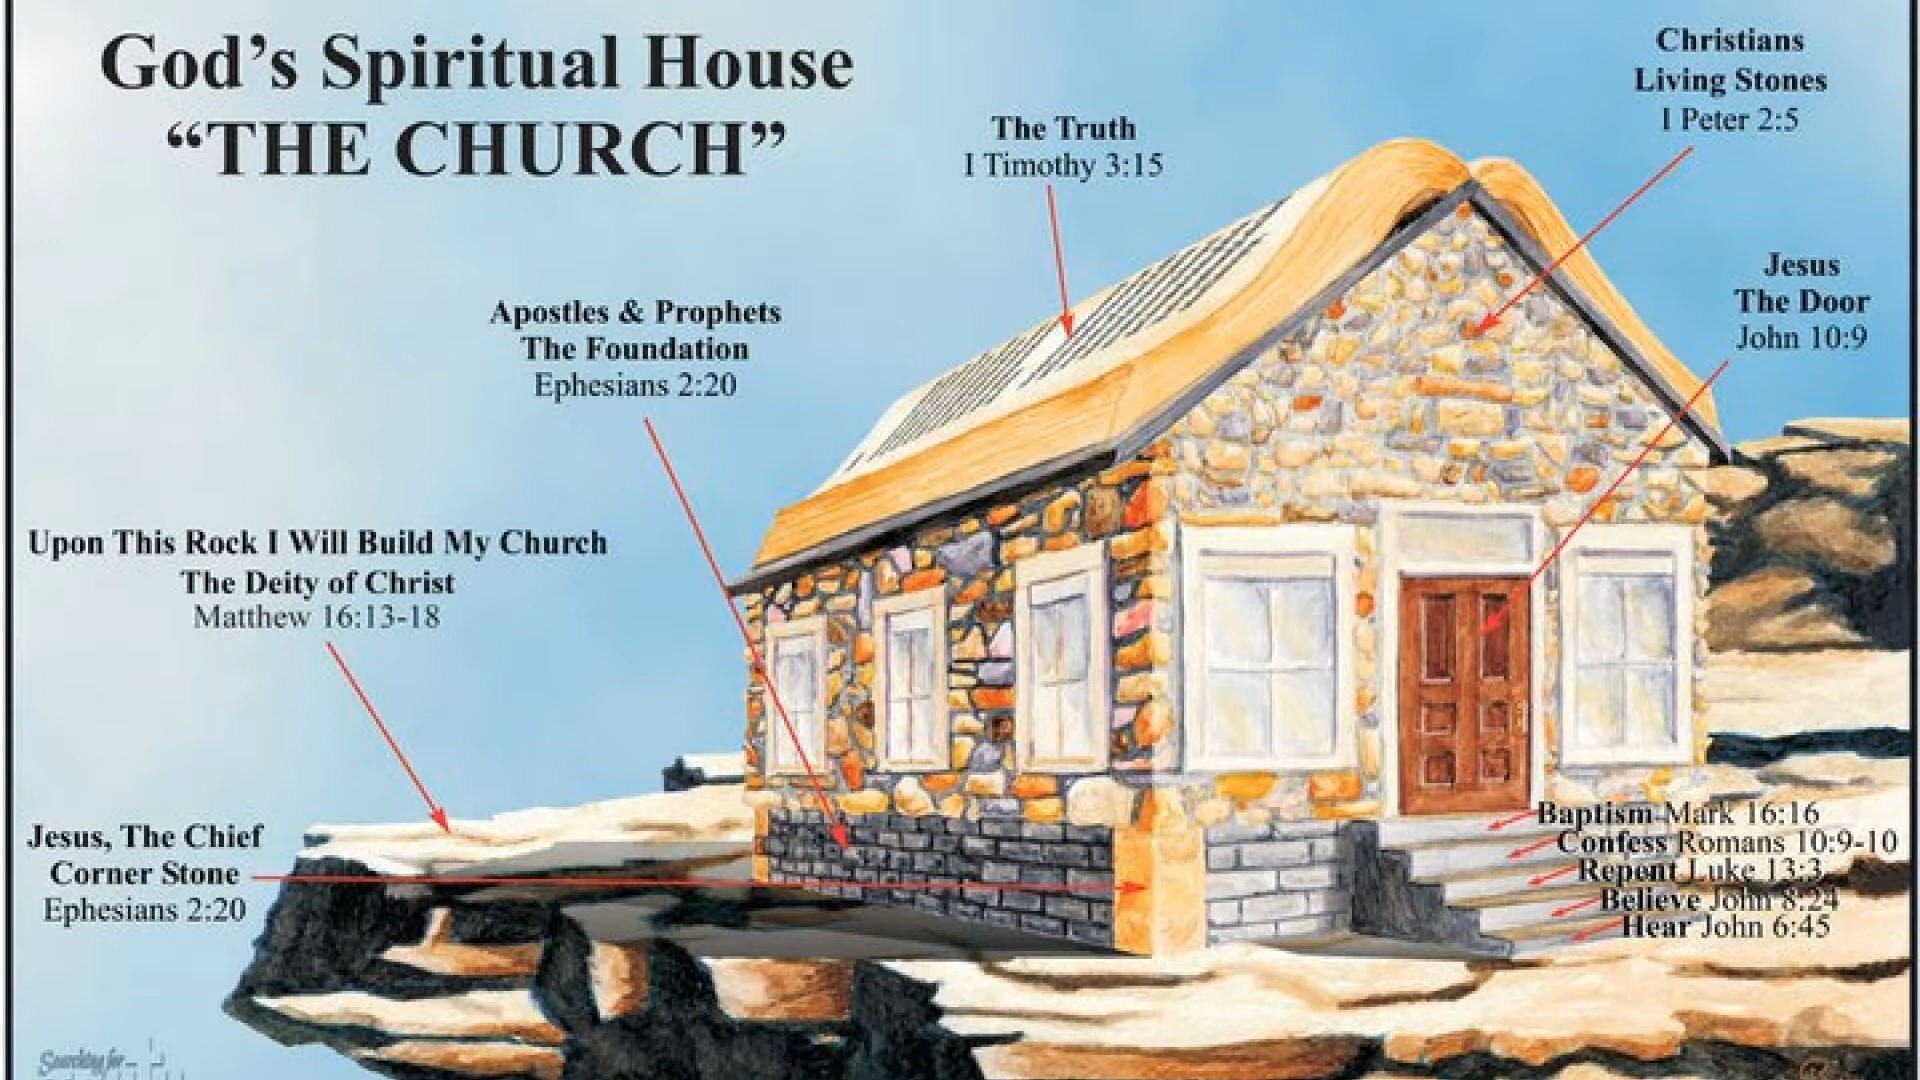 God’s Spiritual House
“THE CHURCH”
Christians
Living Stones
I Peter 2:5
The Truth
I Timothy 3:15
Jesus
The Door
John 10:9
Apostles & Prophets
The Foundation
Ephesians 2:20
Upon This Rock I Will Build My Church
The Deity of Christ
Matthew 16:13-18
Jesus, The Chief
Corner Stone
Ephesians 2:20
Baptism Mark 16:16
Confess Romans 10:9-10
Repent Luke 13:3
Believe John 8:24
Hear John 6:45
Searching for